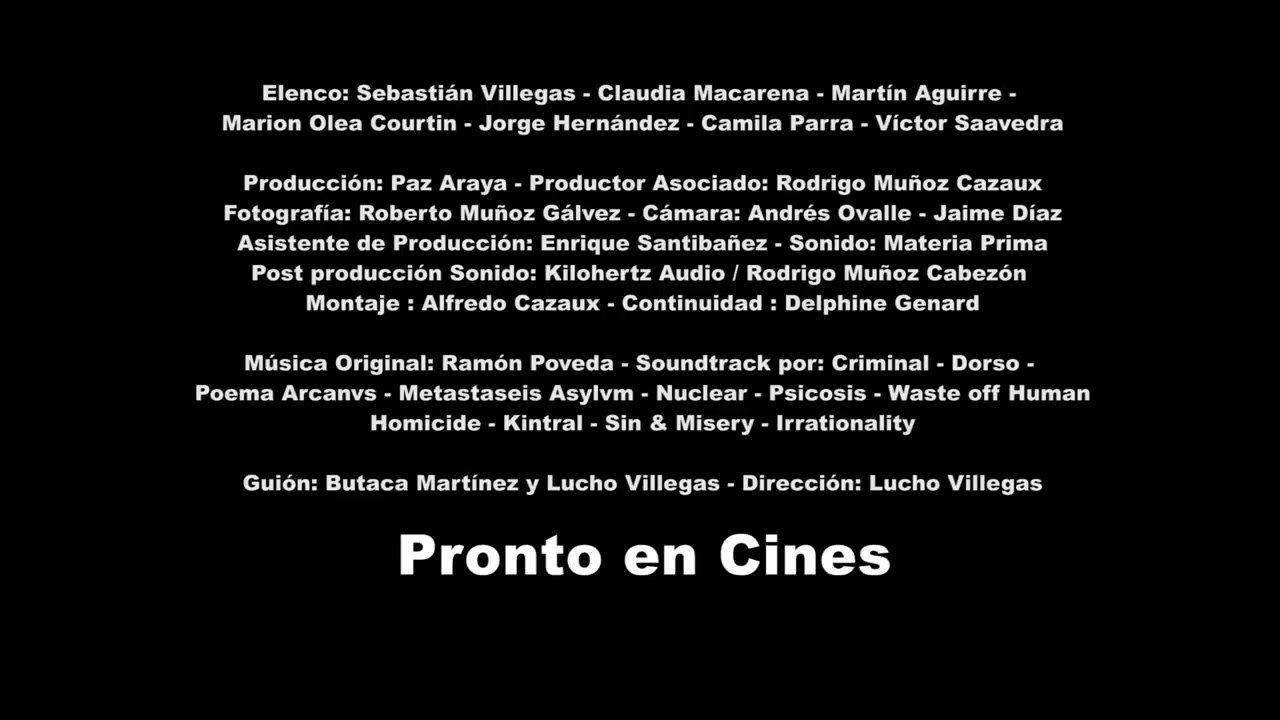 Elenco: Sebastián Villegas - Claudia Macarena - Martín Aguirre -
Marion Olea Courtin - Jorge Hernández - Camila Parra - Víctor Saavedra
Producción: Paz Araya - Productor Asociado: Rodrigo Muñoz Cazaux
Fotografía: Roberto Muñoz Gálvez - Cámara: Andrés Ovalle - Jaime Díaz
Asistente de Producción: Enrique Santibañez - Sonido: Materia Prima
Post producción Sonido: Kilohertz Audio / Rodrigo Muñoz Cabezón
Montaje : Alfredo Cazaux - Continuidad : Delphine Genard
Música Original: Ramón Poveda - Soundtrack por: Criminal - Dorso -
Poema Arcanvs - Metastaseis Asylvm - Nuclear - Psicosis - Waste off Human
Homicide - Kintral - Sin & Misery - Irrationality
Guión: Butaca Martínez y Lucho Villegas - Dirección: Lucho Villegas
Pronto en Cines